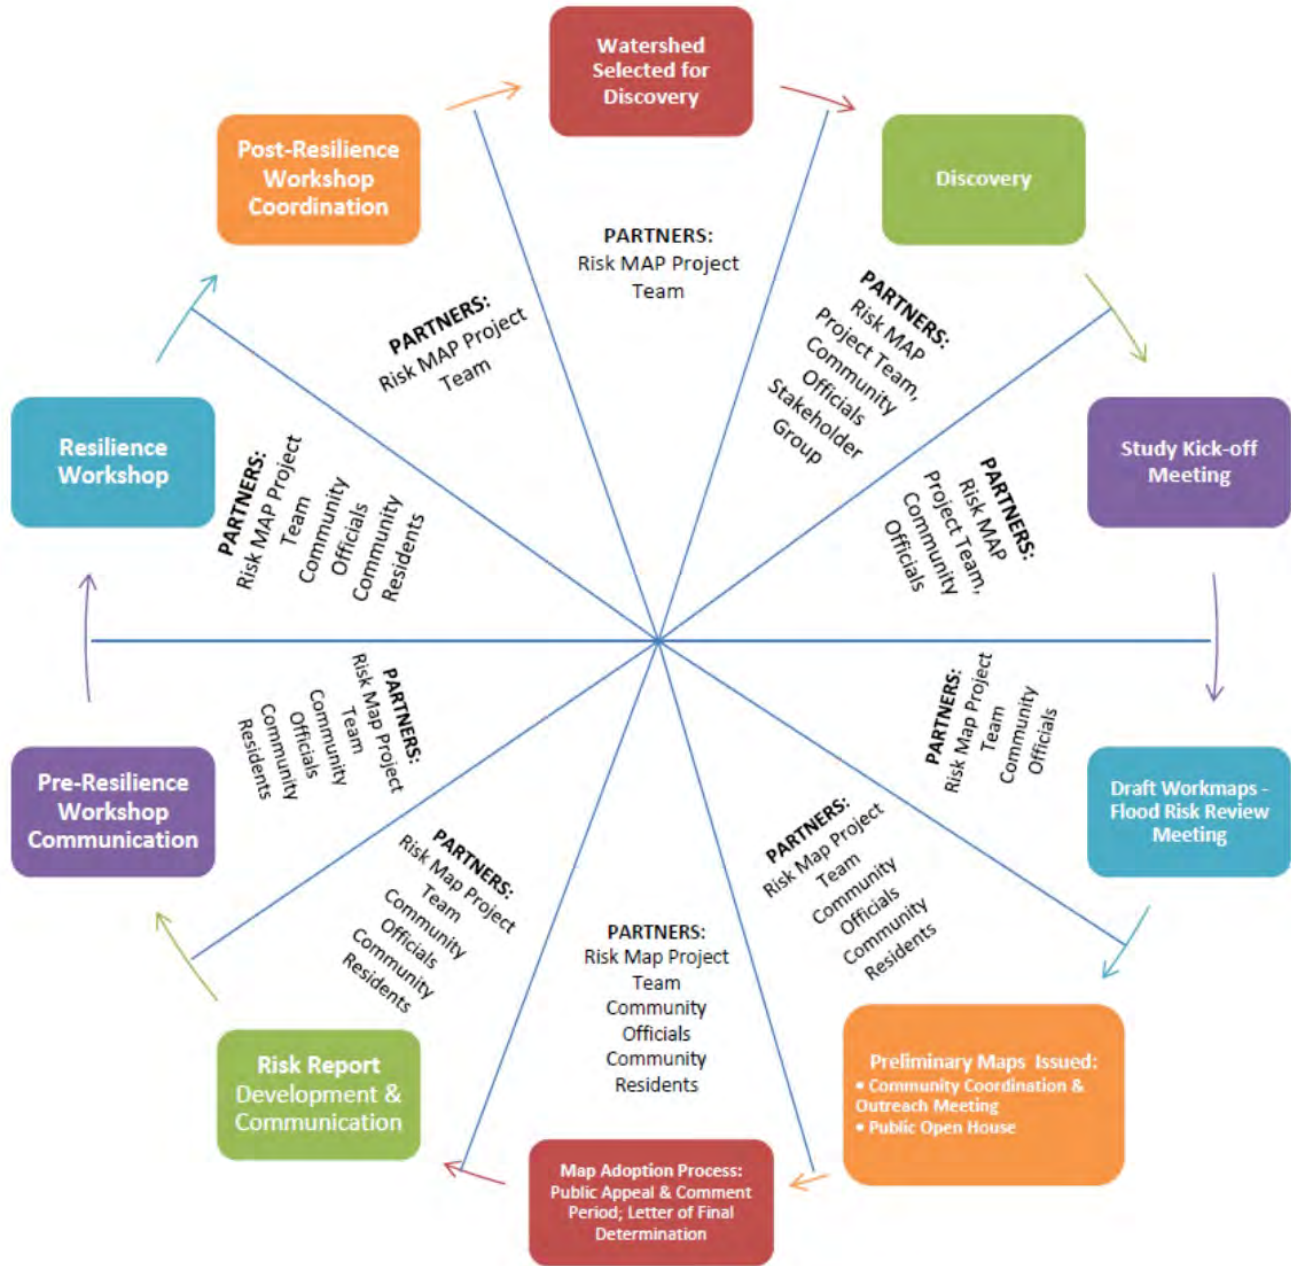 Watershed
Selected for
Discovery
PARTNERS:
Risk MAP Project
Team
Discovery
PARTNERS:
Risk MAP
Project Team,
Community
Officials
Stakeholder
Group
Study Kick-off
Meeting
PARTNERS:
Risk MAP
Project Team,
Community
Officials
Draft Workmaps -
Flood Risk Review
Meeting
PARTNERS:
Risk Map Project
Team
Community
Officials
Preliminary Maps Issued:
• Community Coordination &
Outreach Meeting
• Public Open House
PARTNERS:
Risk Map Project
Team
Community
Officials
Community
Residents
Map Adoption Process:
Public Appeal & Comment
Period; Letter of Final
Determination
PARTNERS:
Risk Map Project
Team
Community
Officials
Community
Residents
Risk Report
Development &
Communication
PARTNERS:
Risk Map Project
Team
Community
Officials
Community
Residents
Pre-Resilience
Workshop
Communication
PARTNERS:
Risk Map Project
Team
Community
Officials
Community
Residents
Resilience
Workshop
PARTNERS:
Risk MAP Project
Team
Community
Officials
Community
Residents
Post-Resilience
Workshop
Coordination
PARTNERS:
Risk MAP Project
Team